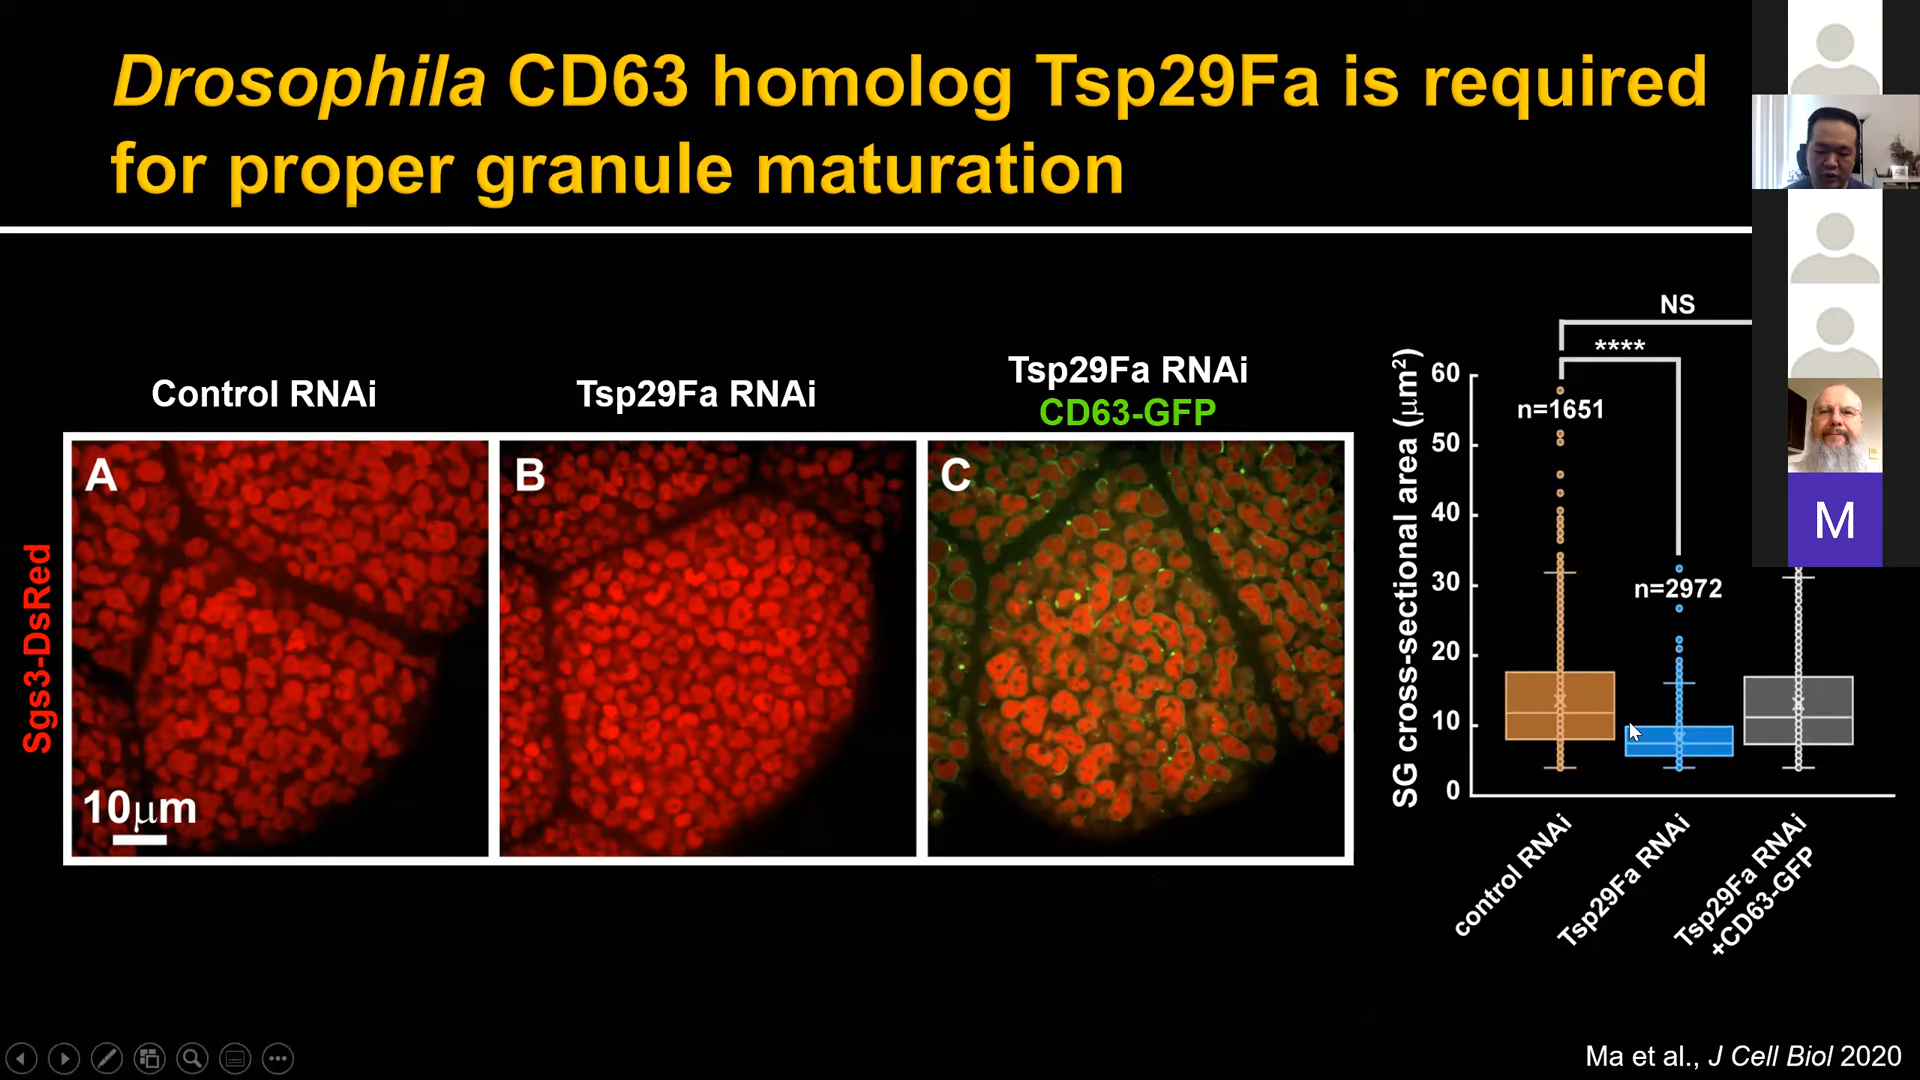 Drosophila CD63 homolog Tsp29Fa is required
for proper granule maturation
Control RNAi
Tsp29Fa RNAi
Tsp29Fa RNAi
CD63-GFP
Sgs3-DsRed
A
B
C
10μm
NS
****
SG cross-sectional area (μm²)
60
50
40
30
20
10
0
n=1651
n=2972
control RNAi
Tsp29Fa RNAi
Tsp29Fa RNAi
+CD63-GFP
M
Ma et al., J Cell Biol 2020